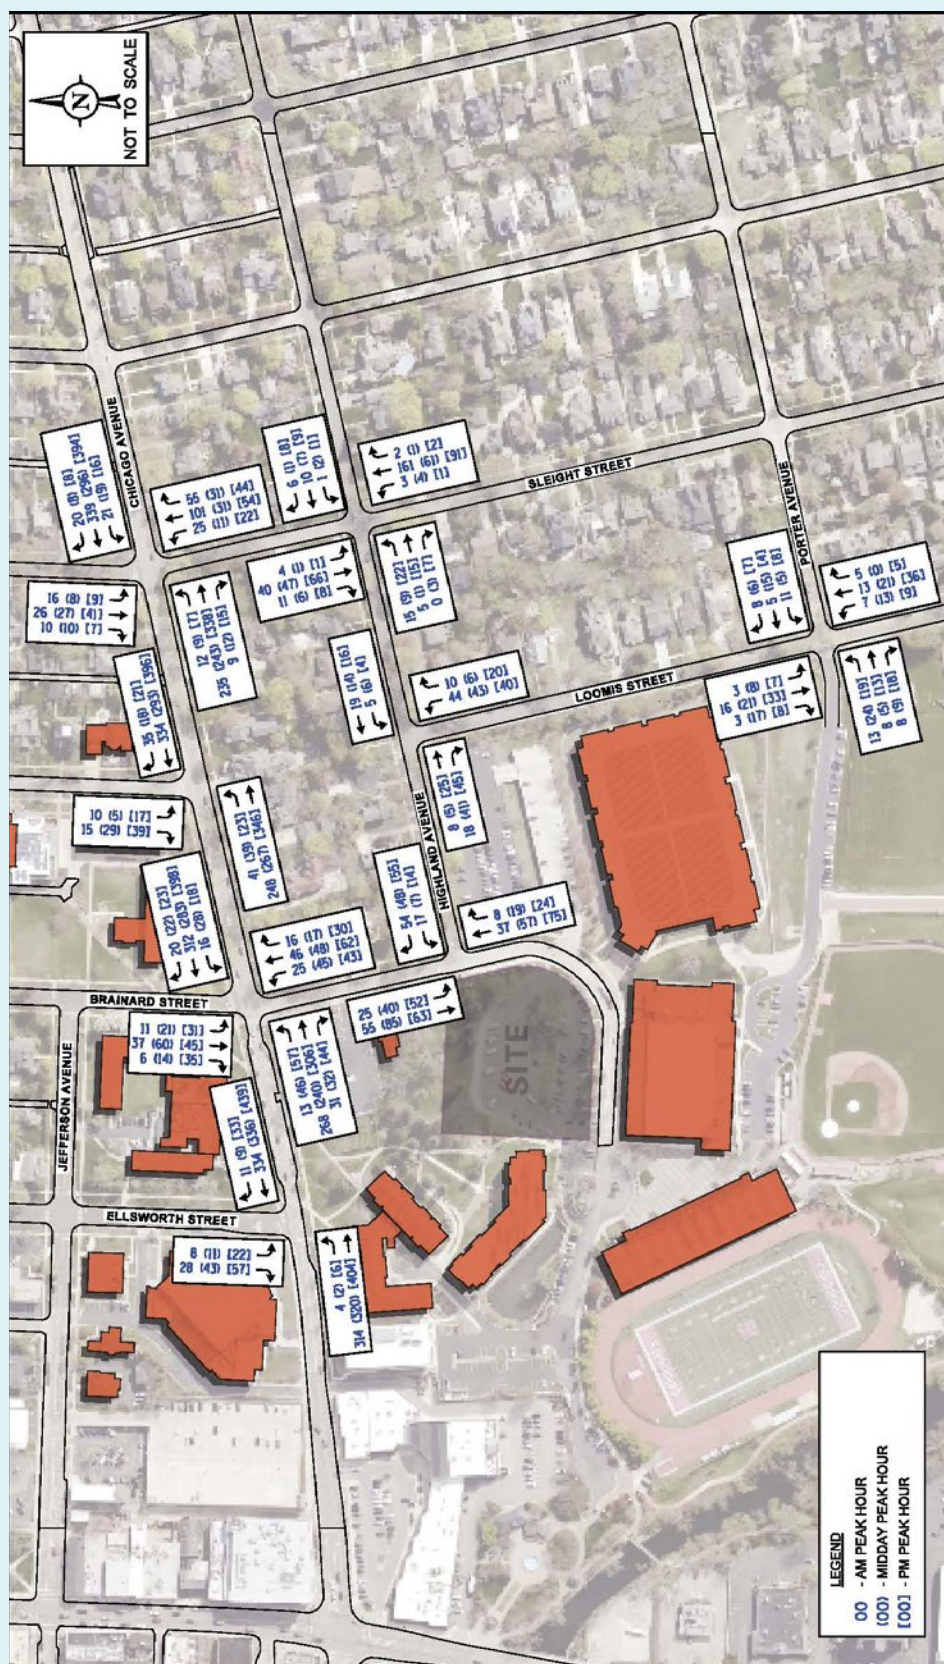 NOT TO SCALE
N
CHICAGO AVENUE
20 (8) [8]
339 (296) [394]
21 (19) [16]
55 (31) [44]
101 (31) [54]
25 (11) [22]
6 (1) [8]
10 (7) [9]
1 (2) [1]
2 (1) [2]
161 (61) [91]
3 (4) [1]
SLEIGHT STREET
PORTER AVENUE
16 (8) [9]
26 (27) [41]
10 (10) [7]
12 (9) [7]
235 (243) [338]
9 (12) [15]
4 (1) [1]
40 (47) [66]
11 (6) [8]
15 (9) [22]
5 (1) [15]
0 (3) [7]
8 (6) [7]
5 (15) [4]
11 (5) [8]
5 (0) [5]
13 (21) [36]
7 (13) [9]
35 (18) [21]
334 (293) [396]
19 (14) [16]
5 (6) [4]
10 (6) [20]
44 (43) [40]
LOOMIS STREET
3 (8) [7]
16 (21) [33]
3 (17) [8]
13 (24) [19]
8 (5) [13]
8 (9) [18]
10 (5) [17]
15 (29) [39]
41 (39) [23]
248 (267) [346]
HIGHLAND AVENUE
8 (5) [25]
18 (41) [45]
20 (22) [23]
312 (283) [398]
16 (28) [18]
16 (17) [30]
46 (48) [62]
25 (45) [43]
54 (48) [55]
17 (7) [14]
8 (19) [24]
37 (57) [75]
BRAINARD STREET
JEFFERSON AVENUE
11 (21) [31]
37 (60) [45]
6 (14) [35]
13 (46) [57]
268 (240) [306]
31 (32) [44]
25 (40) [52]
55 (85) [63]
SITE
11 (9) [33]
334 (336) [439]
ELLSWORTH STREET
8 (11) [22]
28 (43) [57]
4 (2) [6]
314 (320) [404]
LEGEND
00 - AM PEAK HOUR
(00) - MIDDAY PEAK HOUR
[00] - PM PEAK HOUR